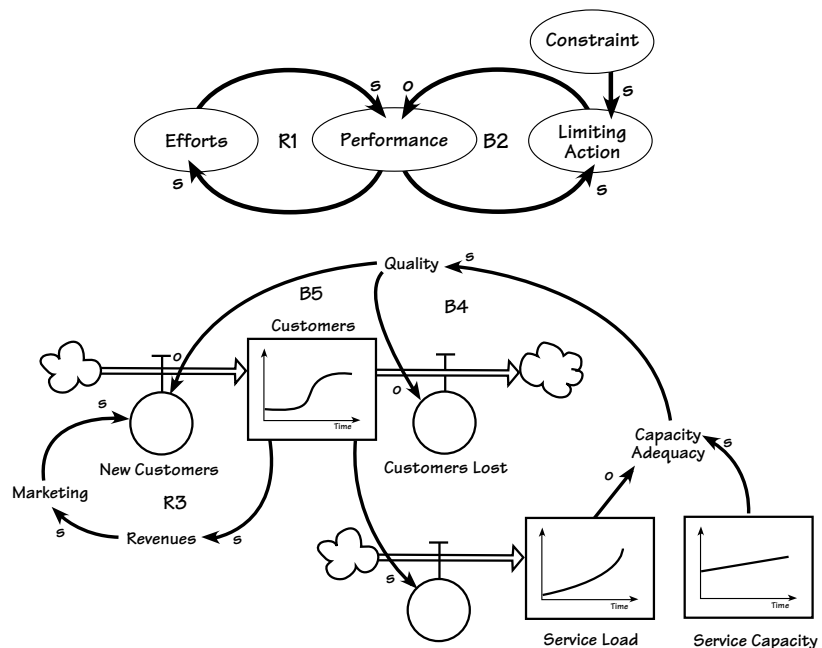 Constraint
s
o
s
Efforts
R1
Performance
B2
Limiting
Action
s
s
Quality
s
B5
B4
Customers
o
Time
o
s
New Customers
Customers Lost
Capacity
Adequacy
s
Marketing
R3
o
s
Revenues
s
s
Time
Time
Service Load
Service Capacity